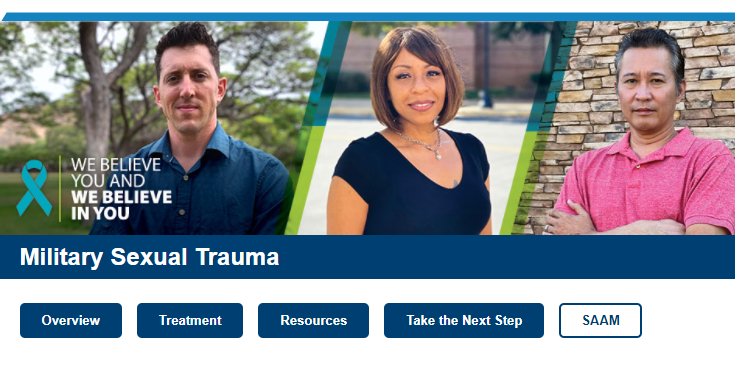 WE BELIEVE
YOU AND
WE BELIEVE
IN YOU
Military Sexual Trauma
Overview
Treatment
Resources
Take the Next Step
SAAM